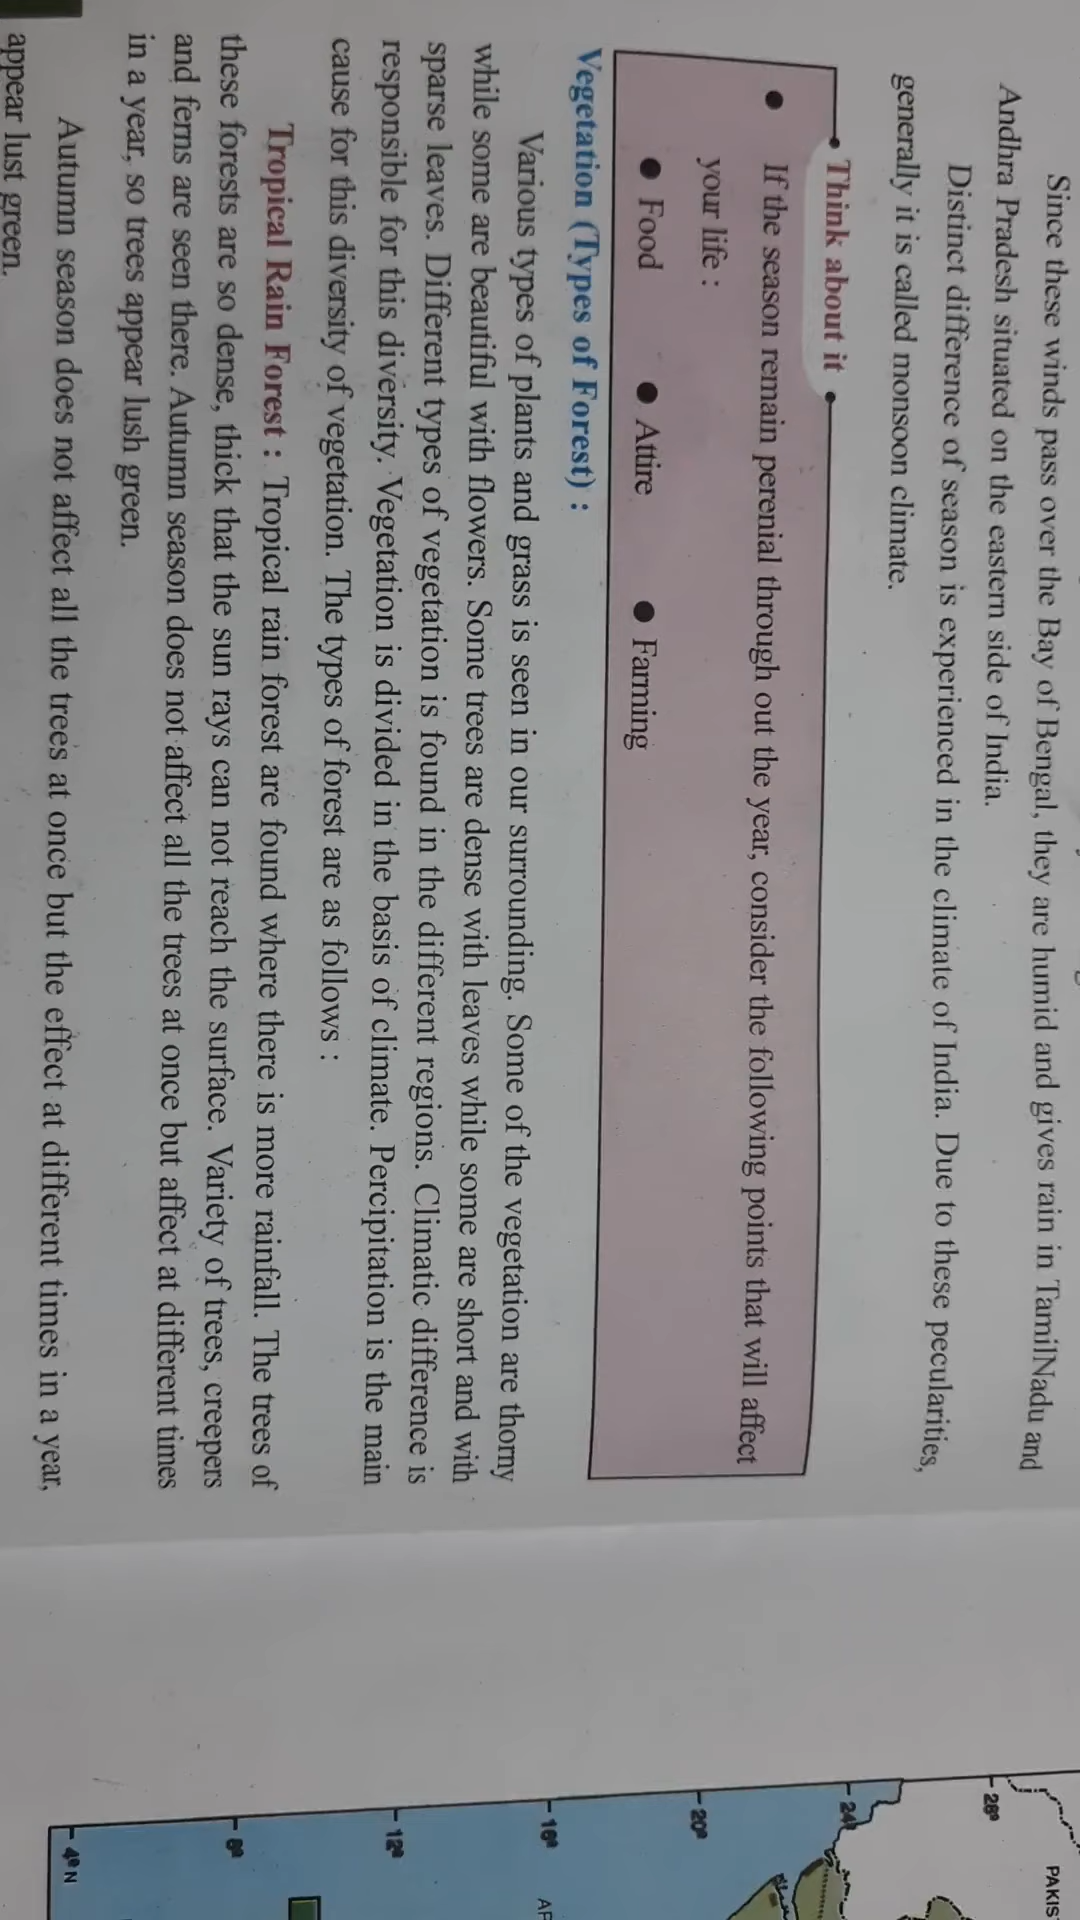 Since these winds pass over the Bay of Bengal, they are humid and gives rain in TamilNadu and
Andhra Pradesh situated on the eastern side of India.
Distinct difference of season is experienced in the climate of India. Due to these pecularities,
generally it is called monsoon climate.
Think about it
● If the season remain perenial through out the year, consider the following points that will affect
your life :
● Food ● Attire ● Farming
Vegetation (Types of Forest) :
Various types of plants and grass is seen in our surrounding. Some of the vegetation are thorny
while some are beautiful with flowers. Some trees are dense with leaves while some are short and with
sparse leaves. Different types of vegetation is found in the different regions. Climatic difference is
responsible for this diversity. Vegetation is divided in the basis of climate. Percipitation is the main
cause for this diversity of vegetation. The types of forest are as follows :
Tropical Rain Forest : Tropical rain forest are found where there is more rainfall. The trees of
these forests are so dense, thick that the sun rays can not reach the surface. Variety of trees, creepers
and ferns are seen there. Autumn season does not affect all the trees at once but affect at different times
in a year, so trees appear lush green.
Autumn season does not affect all the trees at once but the effect at different times in a year,
appear lust green.
28º
24º
20º
16º
12º
8º
4º N